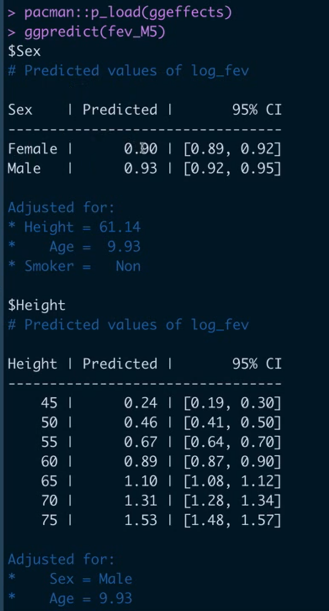 > pacman::p_load(ggeffects)
> ggpredict(fev_M5)
$Sex
# Predicted values of log_fev
Sex | Predicted | 95% CI
--------------------------------
Female | 0.90 | [0.89, 0.92]
Male | 0.93 | [0.92, 0.95]
Adjusted for:
* Height = 61.14
* Age = 9.93
* Smoker = Non
$Height
# Predicted values of log_fev
Height | Predicted | 95% CI
--------------------------------
45 | 0.24 | [0.19, 0.30]
50 | 0.46 | [0.41, 0.50]
55 | 0.67 | [0.64, 0.70]
60 | 0.89 | [0.87, 0.90]
65 | 1.10 | [1.08, 1.12]
70 | 1.31 | [1.28, 1.34]
75 | 1.53 | [1.48, 1.57]
Adjusted for:
* Sex = Male
* Age = 9.93